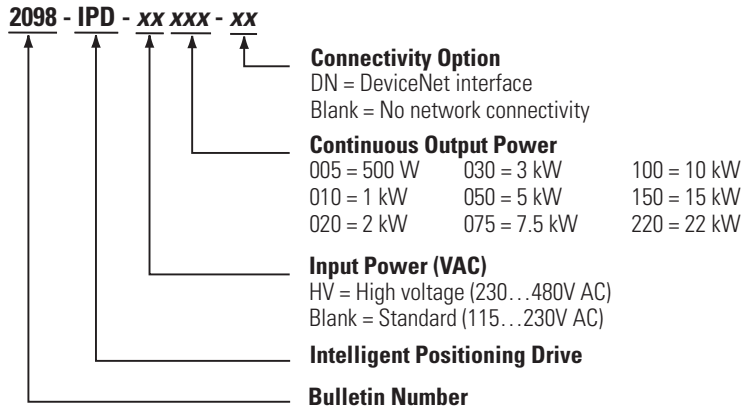 2098 - IPD - xx xxx - xx
Connectivity Option
DN = DeviceNet interface
Blank = No network connectivity
Continuous Output Power
005 = 500 W 030 = 3 kW 100 = 10 kW
010 = 1 kW 050 = 5 kW 150 = 15 kW
020 = 2 kW 075 = 7.5 kW 220 = 22 kW
Input Power (VAC)
HV = High voltage (230...480V AC)
Blank = Standard (115...230V AC)
Intelligent Positioning Drive
Bulletin Number